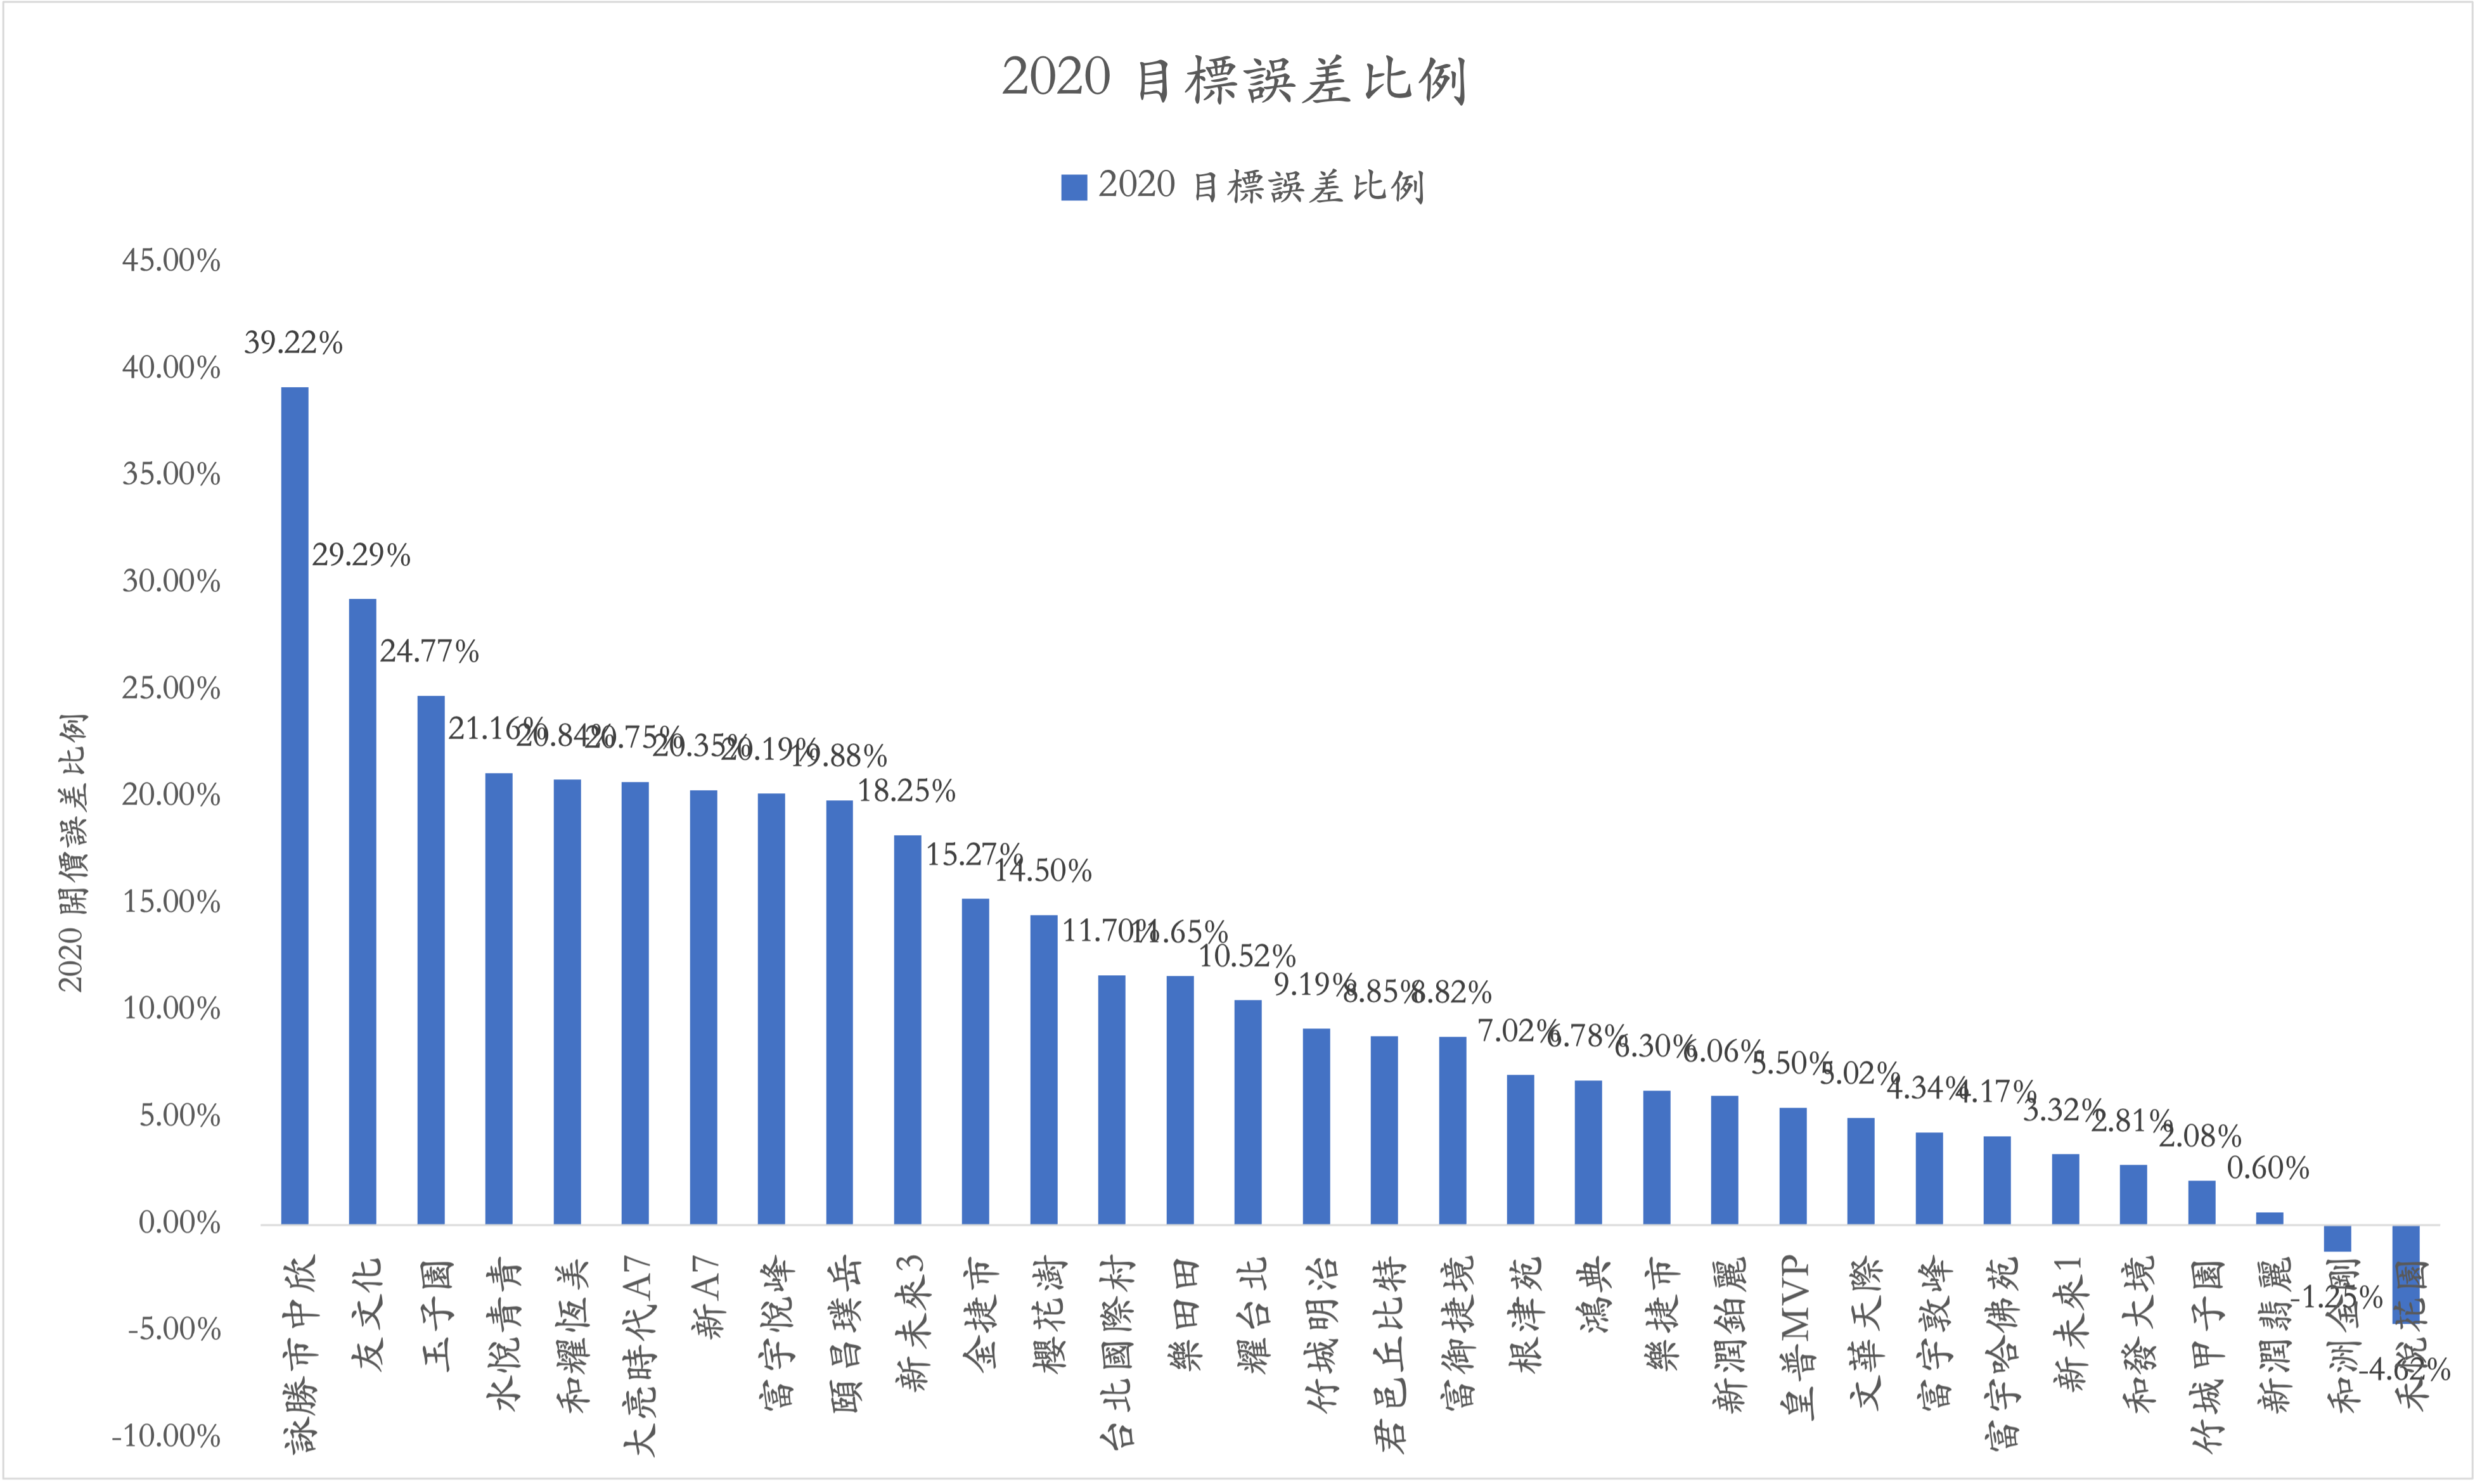 2020 目標誤差比例
2020 目標誤差比例
2020 開價誤差比例
45.00%
40.00%
35.00%
30.00%
25.00%
20.00%
15.00%
10.00%
5.00%
0.00%
-5.00%
-10.00%
39.22%
29.29%
24.77%
21.16%
20.84%
20.75%
20.35%
20.19%
19.88%
18.25%
15.27%
14.50%
11.70%
11.65%
10.52%
9.19%
8.85%
8.82%
7.02%
6.78%
6.30%
6.06%
5.50%
5.02%
4.34%
4.17%
3.32%
2.81%
2.08%
0.60%
-1.25%
-4.62%
詠勝市中欣
友文化
玉子園
水悅青青
和耀恆美
大亮時代A7
新A7
富宇悅峰
頤昌璞岳
新未來3
金捷市
櫻花澍
台北國際村
樂田田
耀台北
竹城明治
君邑丘比特
富御捷境
根津苑
鴻典
樂捷市
新潤鉑麗
皇普MVP
文華天際
富宇敦峰
富宇哈佛苑
新未來1
和發大境
竹城甲子園
新潤翡麗
和洲金剛
禾悅花園